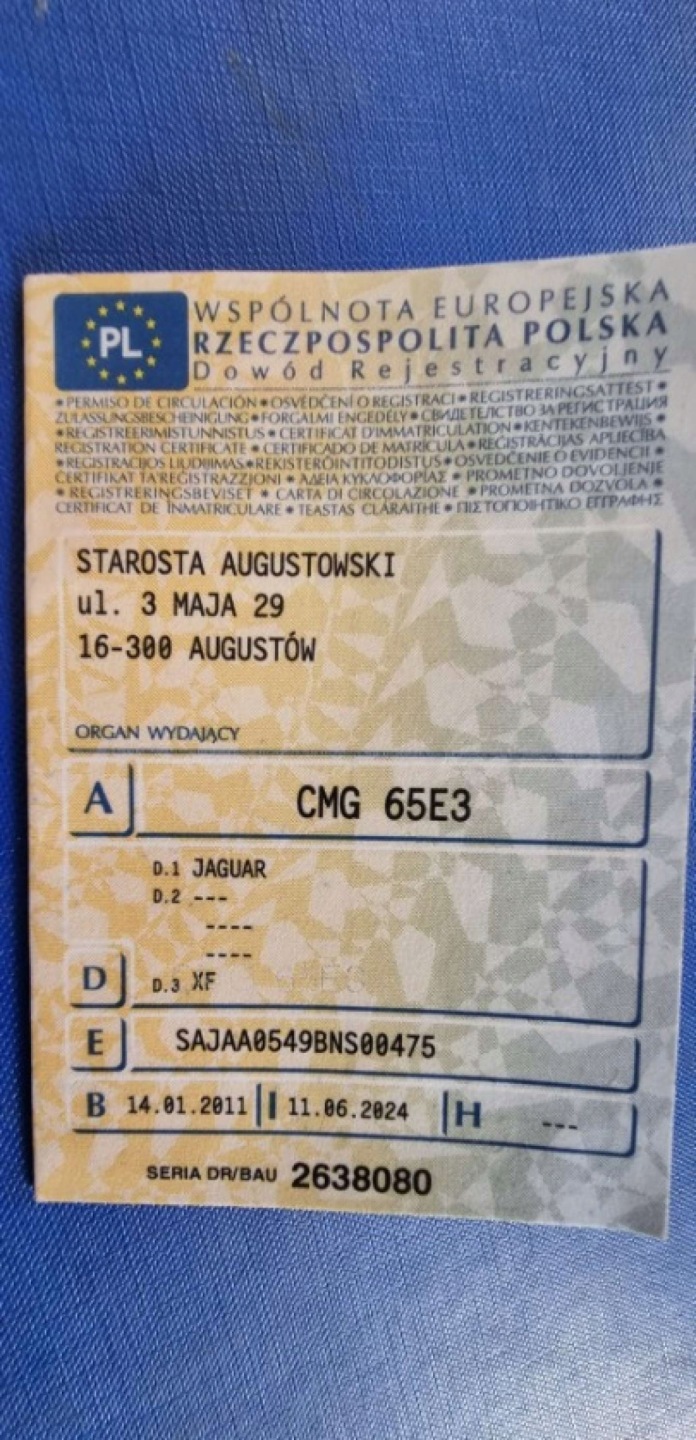 PL
WSPÓLNOTA EUROPEJSKA
RZECZPOSPOLITA POLSKA
Dowód Rejestracyjny
• PERMISO DE CIRCULACIÓN • OSVĚDČENÍ O REGISTRACI • REGISTRERINGSATTEST •
ZULASSUNGSBESCHEINIGUNG • FORGALMI ENGEDÉLY • СВИДЕТЕЛСТВО ЗА РЕГИСТРАЦИЯ
• REGISTREERIMISTUNNISTUS • CERTIFICAT D'IMMATRICULATION • KENTEKENBEWIJS •
REGISTRATION CERTIFICATE • CERTIFICADO DE MATRÍCULA • REĢISTRĀCIJAS APLIECĪBA
• REGISTRACIJOS LIUDIJIMAS • REKISTERÖINTITODISTUS • OSVEDČENIE O EVIDENCII •
ĊERTIFIKAT TA'REĠISTRAZZJONI • ΑΔΕΙΑ ΚΥΚΛΟΦΟΡΙΑΣ • PROMETNO DOVOLJENJE
• REGISTRERINGSBEVISET • CARTA DI CIRCOLAZIONE • PROMETNA DOZVOLA •
CERTIFICAT DE ÎNMATRICULARE • TEASTAS CLÁRAITHE • ΠΙΣΤΟΠΟΙΗΤΙΚΟ ΕΓΓΡΑΦΗΣ
STAROSTA AUGUSTOWSKI
ul. 3 MAJA 29
16-300 AUGUSTÓW
ORGAN WYDAJĄCY
A CMG 65E3
D.1 JAGUAR
D.2 ---
----
----
D D.3 XF
E SAJAA0549BNS00475
B 14.01.2011 I 11.06.2024 H ---
SERIA DR/BAU 2638080